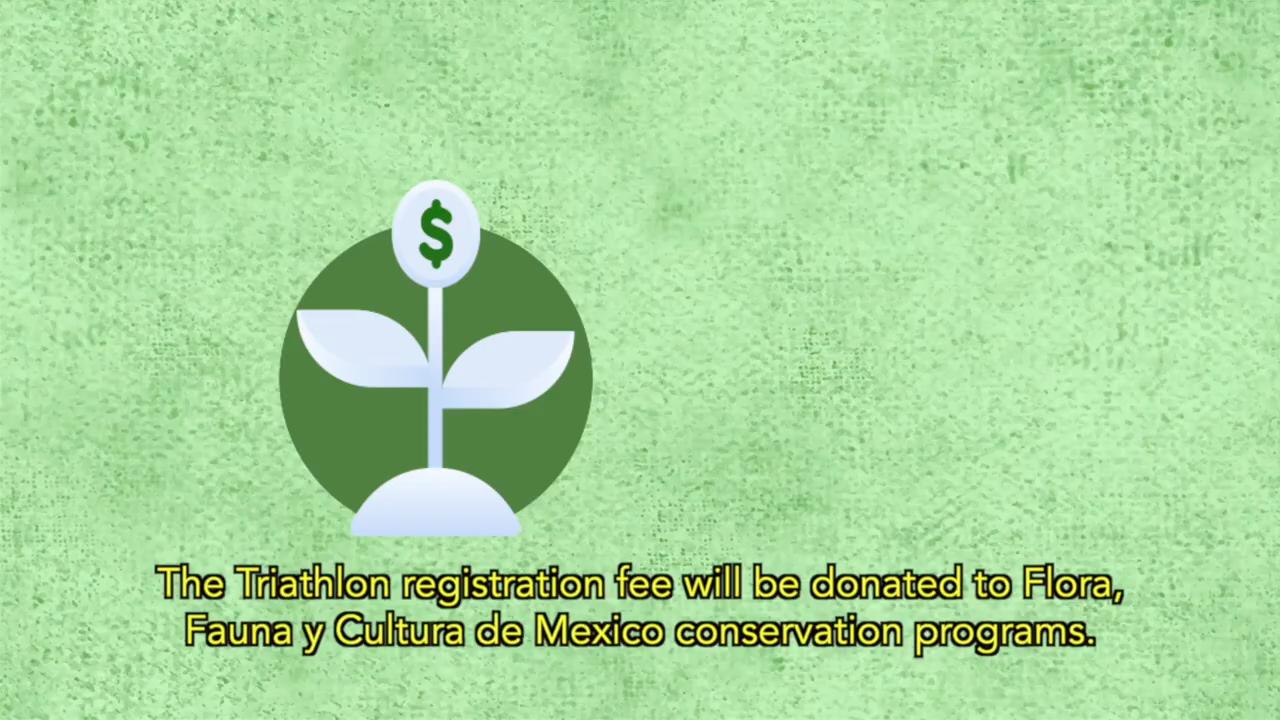 $
The Triathlon registration fee will be donated to Flora,
Fauna y Cultura de Mexico conservation programs.